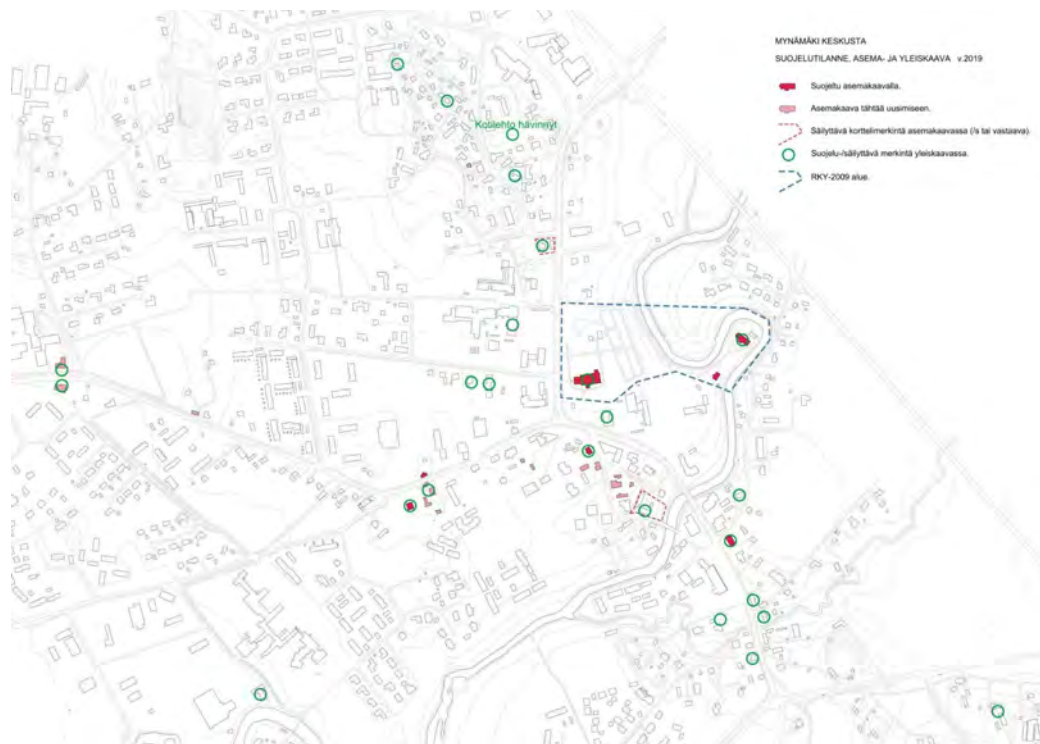 MYNÄMÄKI KESKUSTA
SUOJELUTILANNE, ASEMA- JA YLEISKAAVA v.2019
Suojeltu asemakaavalla.
Asemakaava tähtää uusimiseen.
Säilyttävä korttelimerkintä asemakaavassa (/s tai vastaava).
Suojelu-/säilyttävä merkintä yleiskaavassa.
RKY-2009 alue.
Kotilehto hävinnyt